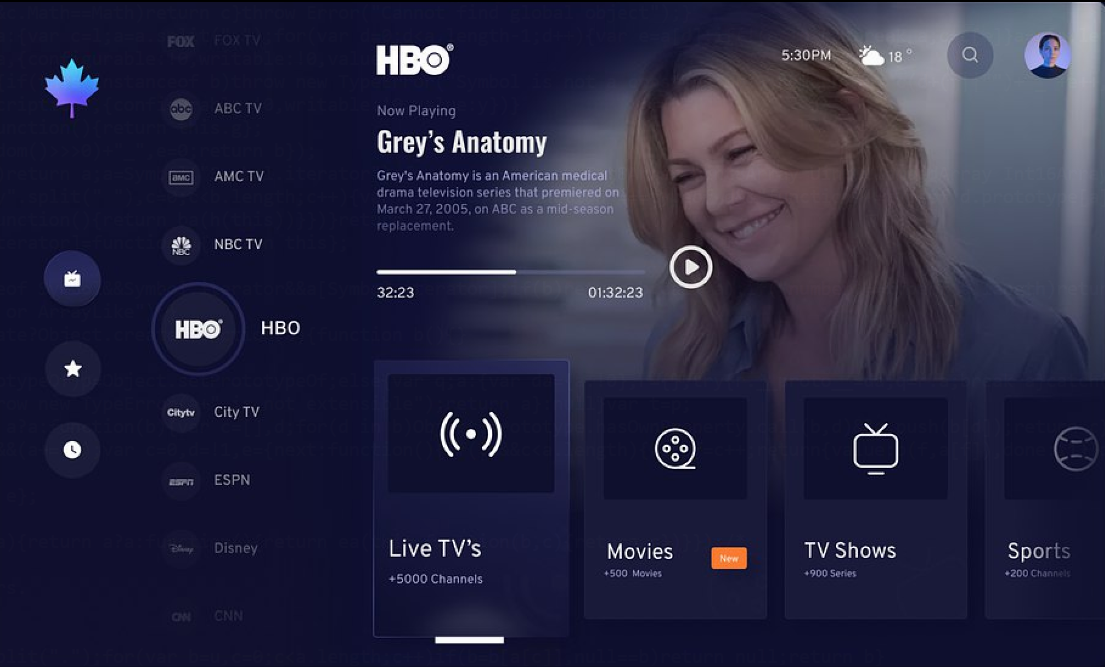 FOX
FOX TV
abc
ABC TV
AMC
AMC TV
NBC
NBC TV
HBO
HBO
Citytv
City TV
ESPN
ESPN
Disney
Disney
CNN
CNN
HBO®
5:30PM
18°
Now Playing
Grey's Anatomy
Grey's Anatomy is an American medical
drama television series that premiered on
March 27, 2005, on ABC as a mid-season
replacement.
32:23
01:32:23
Live TV's
+5000 Channels
Movies
+500 Movies
New
TV Shows
+900 Series
Sports
+200 Channels